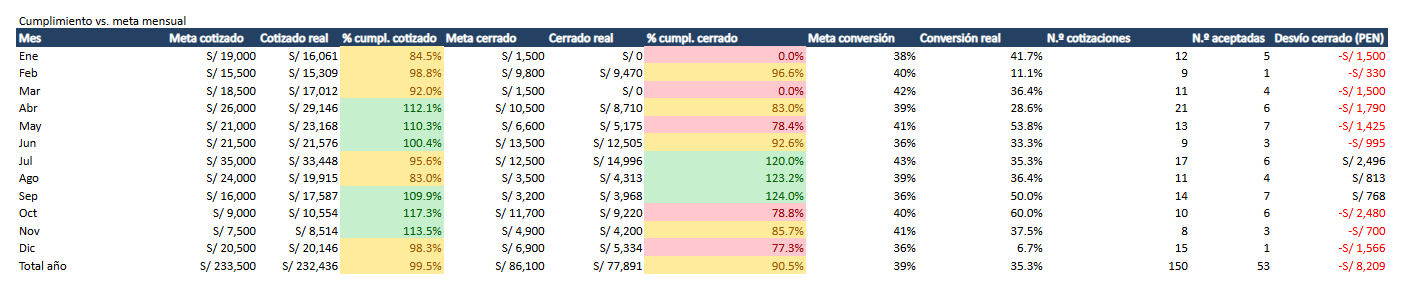 Cumplimiento vs. meta mensual
Mes Meta cotizado Cotizado real % cumpl. cotizado Meta cerrado Cerrado real % cumpl. cerrado Meta conversión Conversión real N.º cotizaciones N.º aceptadas Desvío cerrado (PEN)
Ene S/ 19,000 S/ 16,061 84.5% S/ 1,500 S/ 0 0.0% 38% 41.7% 12 5 -S/ 1,500
Feb S/ 15,500 S/ 15,309 98.8% S/ 9,800 S/ 9,470 96.6% 40% 11.1% 9 1 -S/ 330
Mar S/ 18,500 S/ 17,012 92.0% S/ 1,500 S/ 0 0.0% 42% 36.4% 11 4 -S/ 1,500
Abr S/ 26,000 S/ 29,146 112.1% S/ 10,500 S/ 8,710 83.0% 39% 28.6% 21 6 -S/ 1,790
May S/ 21,000 S/ 23,168 110.3% S/ 6,600 S/ 5,175 78.4% 41% 53.8% 13 7 -S/ 1,425
Jun S/ 21,500 S/ 21,576 100.4% S/ 13,500 S/ 12,505 92.6% 36% 33.3% 9 3 -S/ 995
Jul S/ 35,000 S/ 33,448 95.6% S/ 12,500 S/ 14,996 120.0% 43% 35.3% 17 6 S/ 2,496
Ago S/ 24,000 S/ 19,915 83.0% S/ 3,500 S/ 4,313 123.2% 39% 36.4% 11 4 S/ 813
Sep S/ 16,000 S/ 17,587 109.9% S/ 3,200 S/ 3,968 124.0% 36% 50.0% 14 7 S/ 768
Oct S/ 9,000 S/ 10,554 117.3% S/ 11,700 S/ 9,220 78.8% 40% 60.0% 10 6 -S/ 2,480
Nov S/ 7,500 S/ 8,514 113.5% S/ 4,900 S/ 4,200 85.7% 41% 37.5% 8 3 -S/ 700
Dic S/ 20,500 S/ 20,146 98.3% S/ 6,900 S/ 5,334 77.3% 36% 6.7% 15 1 -S/ 1,566
Total año S/ 233,500 S/ 232,436 99.5% S/ 86,100 S/ 77,891 90.5% 39% 35.3% 150 53 -S/ 8,209